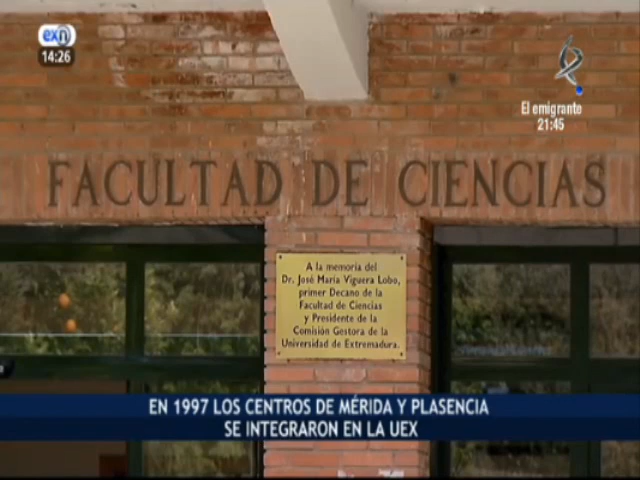 exn
14:26
El emigrante
21:45
FACULTAD DE CIENCIAS
A la memoria del
Dr. José María Viguera Lobo,
primer Decano de la
Facultad de Ciencias
y Presidente de la
Comisión Gestora de la
Universidad de Extremadura.
EN 1997 LOS CENTROS DE MÉRIDA Y PLASENCIA
SE INTEGRARON EN LA UEX